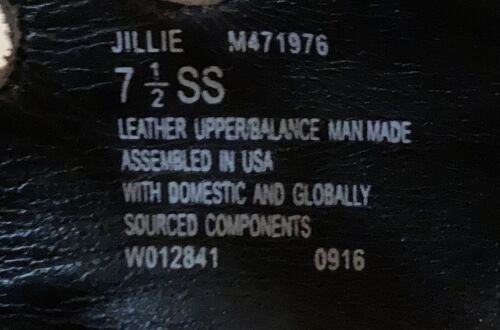 JILLIE M471976
7 1/2 SS
LEATHER UPPER/BALANCE MAN MADE
ASSEMBLED IN USA
WITH DOMESTIC AND GLOBALLY
SOURCED COMPONENTS
W012841 0916